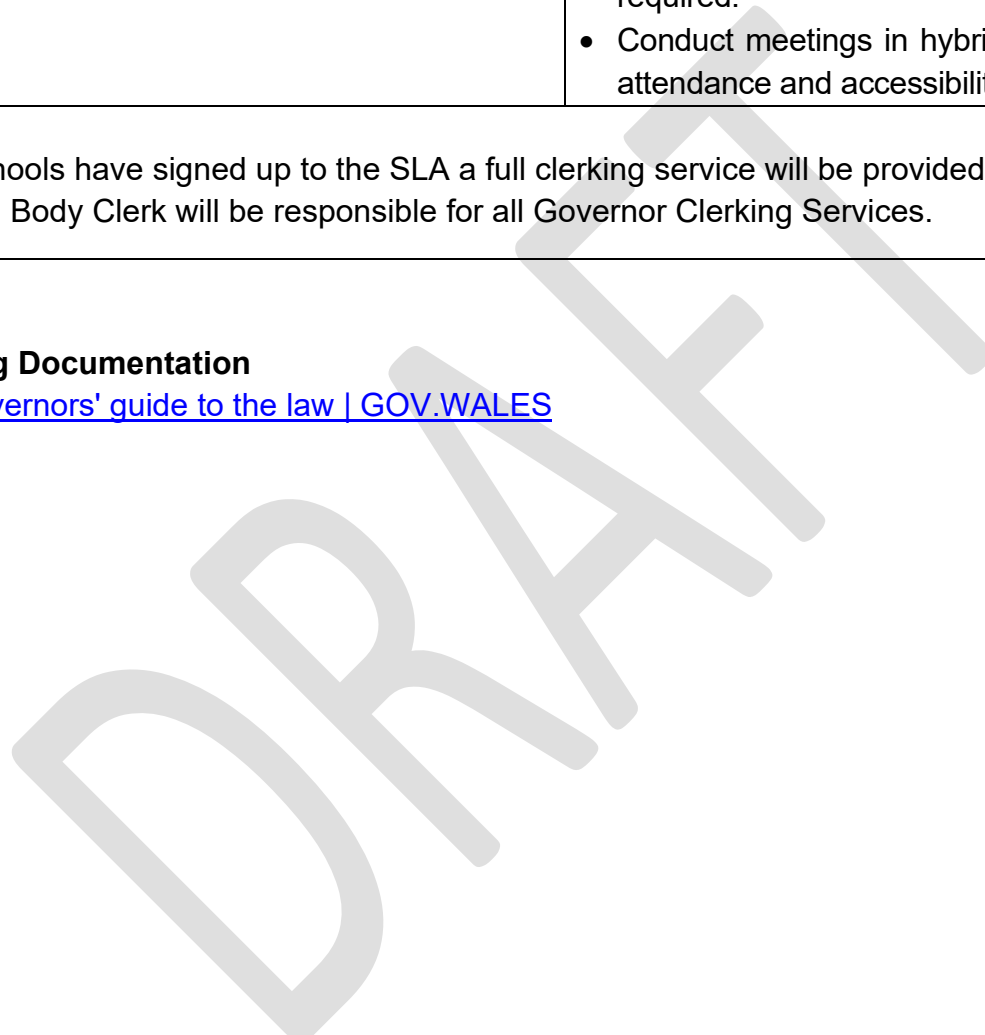 required.
• Conduct meetings in hybri
attendance and accessibilit
hools have signed up to the SLA a full clerking service will be provided
Body Clerk will be responsible for all Governor Clerking Services.
g Documentation
vernors' guide to the law | GOV.WALES
DRAFT